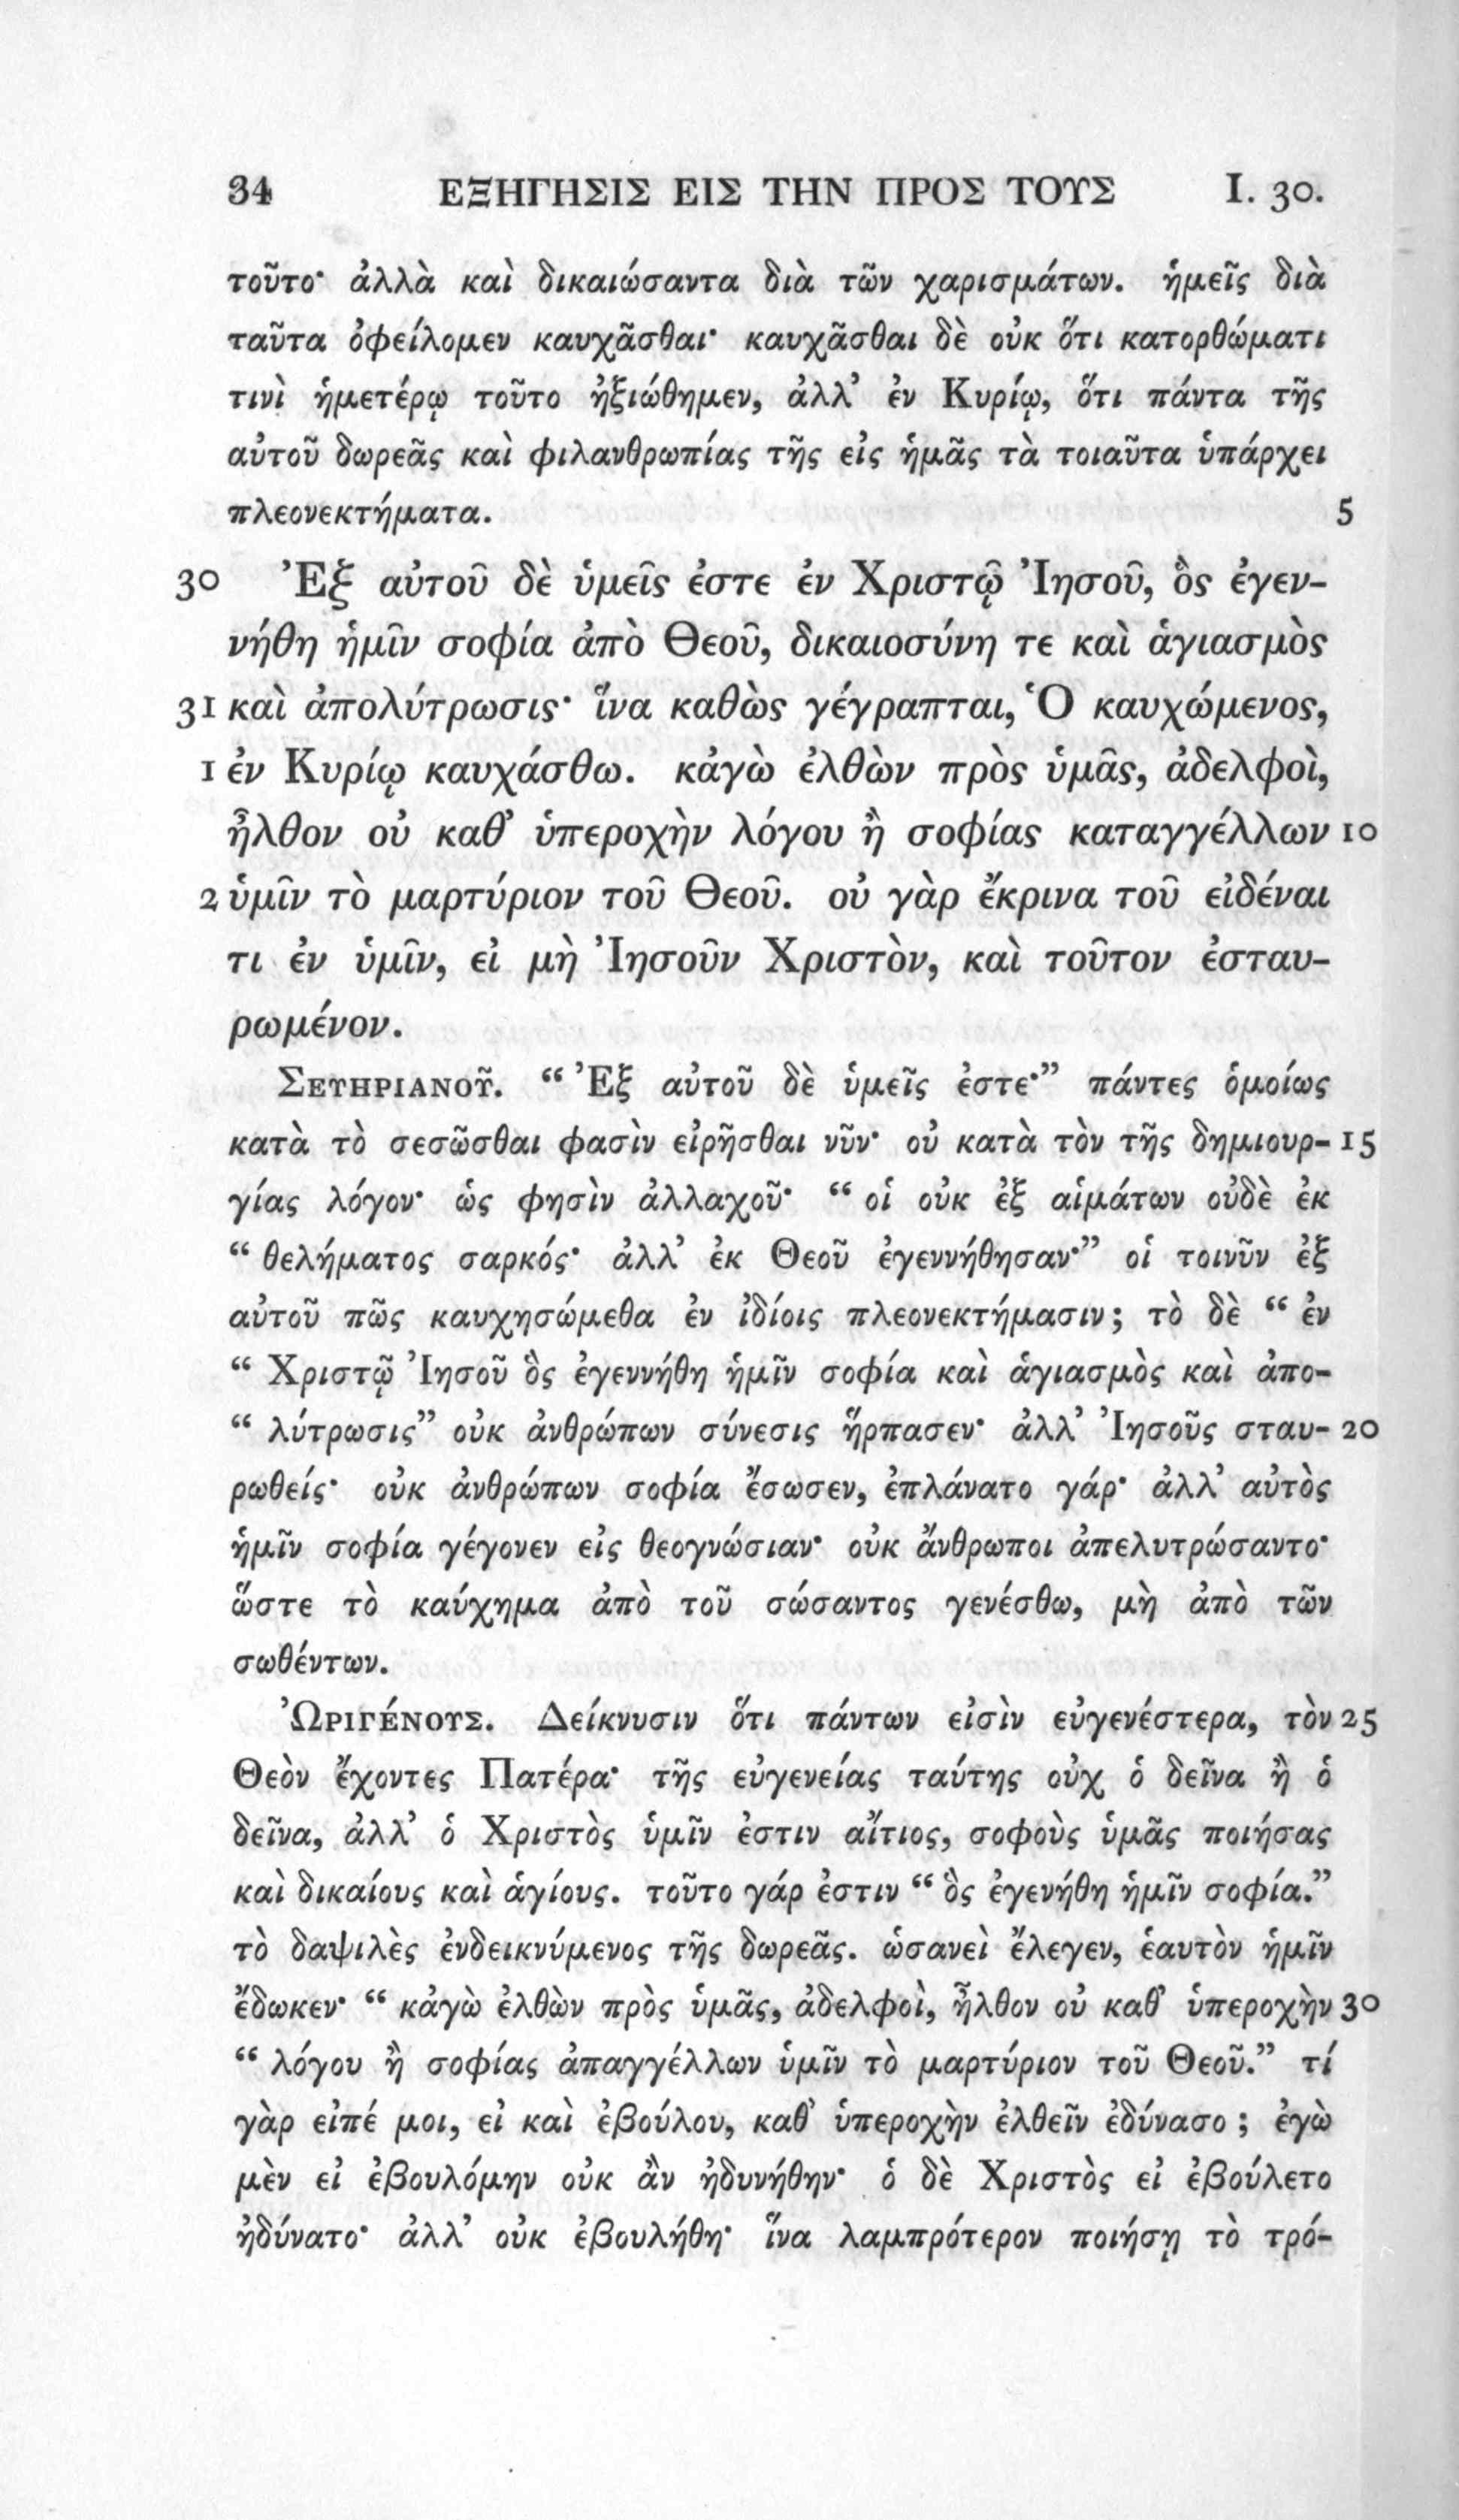 34 ΕΞΗΓΗΣΙΣ ΕΙΣ ΤΗΝ ΠΡΟΣ ΤΟΥΣ I. 30.
τοῦτο· ἀλλὰ καὶ δικαιώσαντα διὰ τῶν χαρισμάτων. ἡμεῖς διὰ
ταῦτα ὀφείλομεν καυχᾶσθαι· καυχᾶσθαι δὲ οὐκ ὅτι κατορθώματι
τινὶ ἡμετέρῳ τοῦτο ἠξιώθημεν, ἀλλ’ ἐν Κυρίῳ, ὅτι πάντα τῆς
αὐτοῦ δωρεᾶς καὶ φιλανθρωπίας τῆς εἰς ἡμᾶς τὰ τοιαῦτα ὑπάρχει
πλεονεκτήματα. 5
30 Ἐξ αὐτοῦ δὲ ὑμεῖς ἐστε ἐν Χριστῷ Ἰησοῦ, ὃς ἐγεν-
νήθη ἡμῖν σοφία ἀπὸ Θεοῦ, δικαιοσύνη τε καὶ ἁγιασμὸς
31 καὶ ἀπολύτρωσις· ἵνα καθὼς γέγραπται, Ὁ καυχώμενος,
1 ἐν Κυρίῳ καυχάσθω. κἀγὼ ἐλθὼν πρὸς ὑμᾶς, ἀδελφοὶ,
ἦλθον οὐ καθ’ ὑπεροχὴν λόγου ἢ σοφίας καταγγέλλων 10
2 ὑμῖν τὸ μαρτύριον τοῦ Θεοῦ. οὐ γὰρ ἔκρινα τοῦ εἰδέναι
τι ἐν ὑμῖν, εἰ μὴ Ἰησοῦν Χριστὸν, καὶ τοῦτον ἐσταυ-
ρωμένον.
Σευηριανοῦ. “ Ἐξ αὐτοῦ δὲ ὑμεῖς ἐστε·” πάντες ὁμοίως
κατὰ τὸ σεσῶσθαι φασὶν εἰρῆσθαι νῦν· οὐ κατὰ τὸν τῆς δημιουρ- 15
γίας λόγον· ὡς φησὶν ἀλλαχοῦ· “ οἱ οὐκ ἐξ αἱμάτων οὐδὲ ἐκ
“ θελήματος σαρκός· ἀλλ’ ἐκ Θεοῦ ἐγεννήθησαν·” οἱ τοινῦν ἐξ
αὐτοῦ πῶς καυχησώμεθα ἐν ἰδίοις πλεονεκτήμασιν; τὸ δὲ “ ἐν
“ Χριστῷ Ἰησοῦ ὃς ἐγεννήθη ἡμῖν σοφία καὶ ἁγιασμὸς καὶ ἀπο-
“ λύτρωσις” οὐκ ἀνθρώπων σύνεσις ἥρπασεν· ἀλλ’ Ἰησοῦς σταυ- 20
ρωθείς· οὐκ ἀνθρώπων σοφία ἔσωσεν, ἐπλάνατο γάρ· ἀλλ’ αὐτὸς
ἡμῖν σοφία γέγονεν εἰς θεογνώσιαν· οὐκ ἄνθρωποι ἀπελυτρώσαντο·
ὥστε τὸ καύχημα ἀπὸ τοῦ σώσαντος γενέσθω, μὴ ἀπὸ τῶν
σωθέντων.
Ὠριγένους. Δείκνυσιν ὅτι πάντων εἰσὶν εὐγενέστερα, τὸν 25
Θεὸν ἔχοντες Πατέρα· τῆς εὐγενείας ταύτης οὐχ ὁ δεῖνα ἢ ὁ
δεῖνα, ἀλλ’ ὁ Χριστὸς ὑμῖν ἐστιν αἴτιος, σοφοὺς ὑμᾶς ποιήσας
καὶ δικαίους καὶ ἁγίους. τοῦτο γάρ ἐστιν “ ὃς ἐγενήθη ἡμῖν σοφία.”
τὸ δαψιλὲς ἐνδεικνύμενος τῆς δωρεᾶς. ὡσανεὶ ἔλεγεν, ἑαυτὸν ἡμῖν
ἔδωκεν· “ κἀγὼ ἐλθὼν πρὸς ὑμᾶς, ἀδελφοὶ, ἦλθον οὐ καθ’ ὑπεροχὴν 30
“ λόγου ἢ σοφίας ἀπαγγέλλων ὑμῖν τὸ μαρτύριον τοῦ Θεοῦ.” τί
γὰρ εἰπέ μοι, εἰ καὶ ἐβούλου, καθ’ ὑπεροχὴν ἐλθεῖν ἐδύνασο ; ἐγὼ
μὲν εἰ ἐβουλόμην οὐκ ἂν ἠδυνήθην· ὁ δὲ Χριστὸς εἰ ἐβούλετο
ἠδύνατο· ἀλλ’ οὐκ ἐβουλήθη· ἵνα λαμπρότερον ποιήσῃ τὸ τρό-